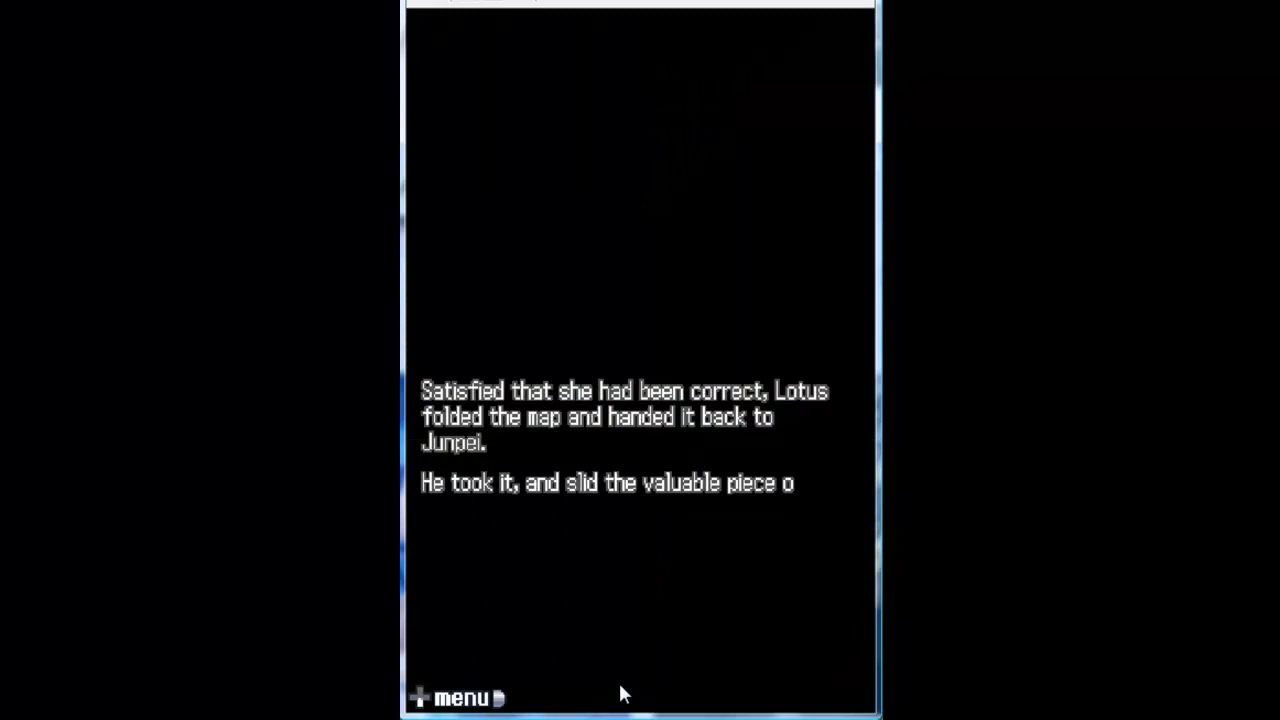 Satisfied that she had been correct, Lotus
folded the map and handed it back to
Junpei.
He took it, and slid the valuable piece o
menu